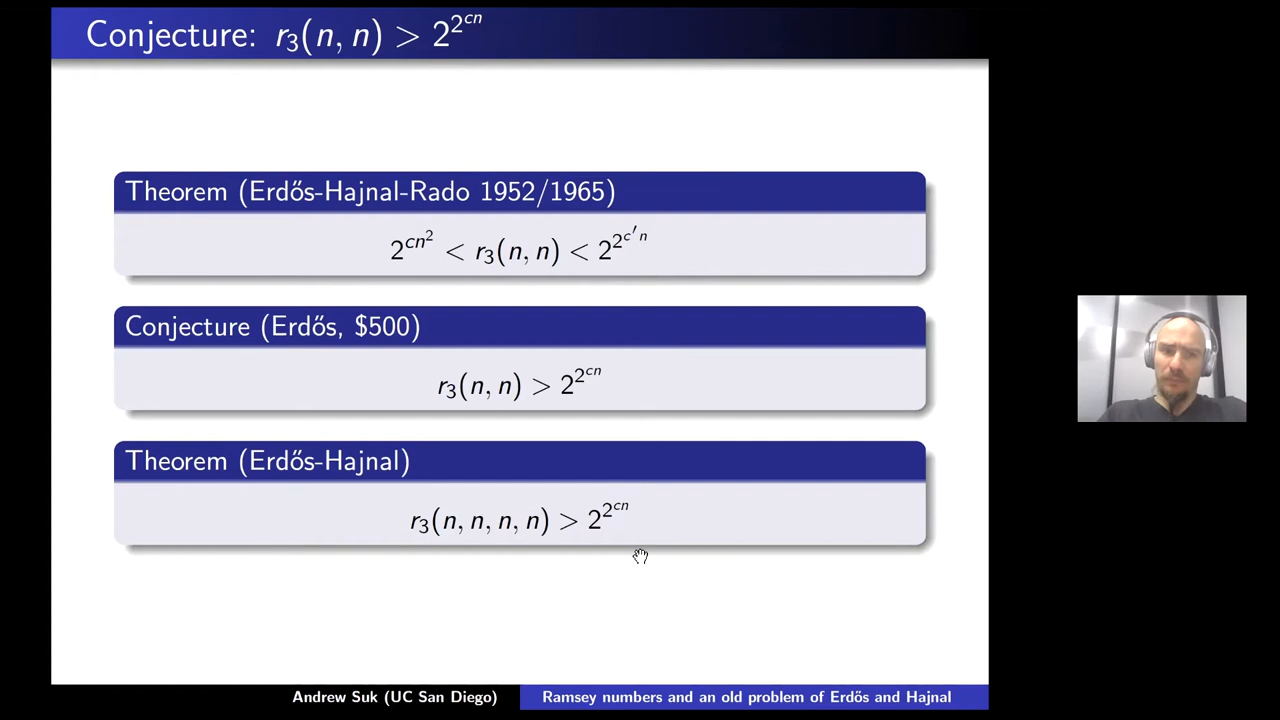 Conjecture: r₃(n, n) > 2^{2^{cn}}
Theorem (Erdős-Hajnal-Rado 1952/1965)
2^{cn²} < r₃(n, n) < 2^{2^{c′n}}
Conjecture (Erdős, $500)
r₃(n, n) > 2^{2^{cn}}
Theorem (Erdős-Hajnal)
r₃(n, n, n, n) > 2^{2^{cn}}
Andrew Suk (UC San Diego)
Ramsey numbers and an old problem of Erdős and Hajnal